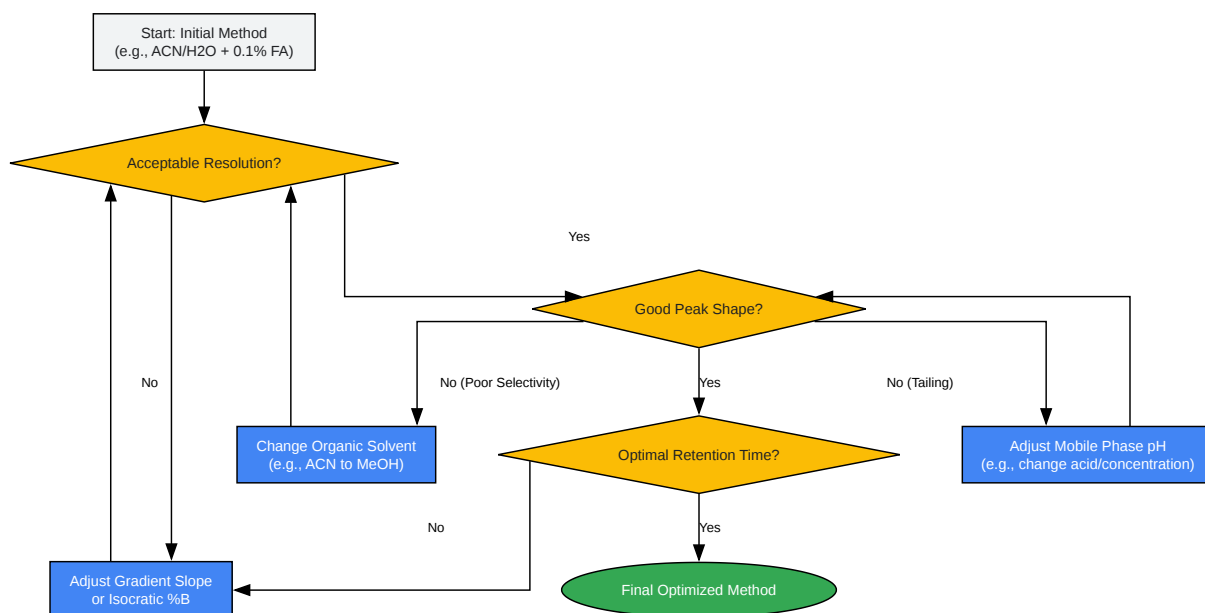 Start: Initial Method
(e.g., ACN/H2O + 0.1% FA)
Acceptable Resolution?
Yes
Good Peak Shape?
No
No (Poor Selectivity)
Yes
No (Tailing)
Change Organic Solvent
(e.g., ACN to MeOH)
Optimal Retention Time?
Adjust Mobile Phase pH
(e.g., change acid/concentration)
No
Yes
Adjust Gradient Slope
or Isocratic %B
Final Optimized Method